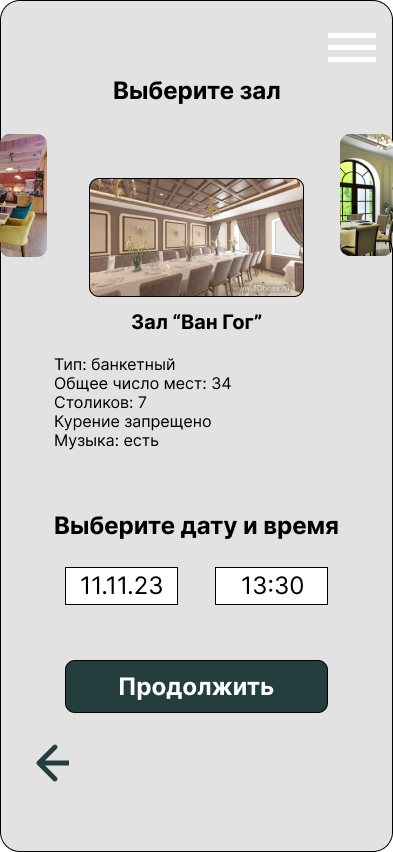 Выберите зал
www.3Dboss.ru
Зал “Ван Гог”
Тип: банкетный
Общее число мест: 34
Столиков: 7
Курение запрещено
Музыка: есть
Выберите дату и время
11.11.23
13:30
Продолжить